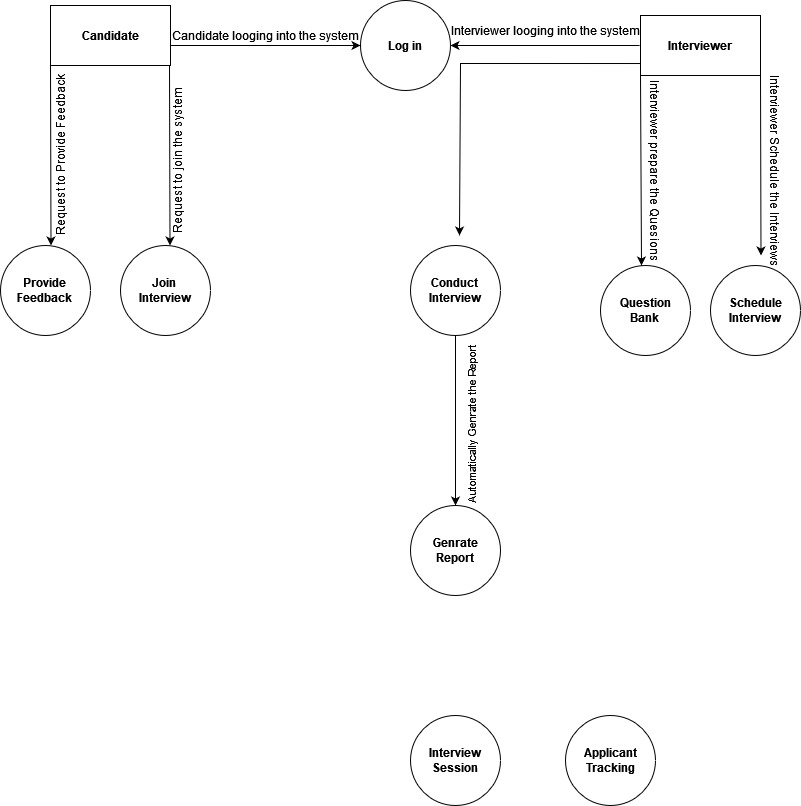 Candidate
Candidate looging into the system
Log in
Interviewer looging into the system
Interviewer
Request to Provide Feedback
Request to join the system
Interviewer prepare the Quesions
Interviewer Schedule the Interviews
Provide
Feedback
Join
Interview
Conduct
Interview
Question
Bank
Schedule
Interview
Automatically Genrate the Report
Genrate
Report
Interview
Session
Applicant
Tracking